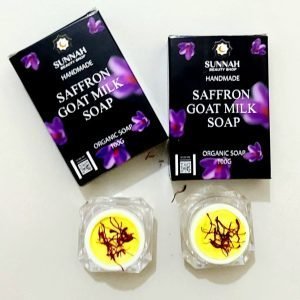 SUNNAH
BEAUTY SHOP
HANDMADE
SAFFRON
GOAT MILK
SOAP
ORGANIC SOAP
100G
SUNNAH
BEAUTY SHOP
HANDMADE
SAFFRON
GOAT MILK
SOAP
ORGANIC SOAP
100G